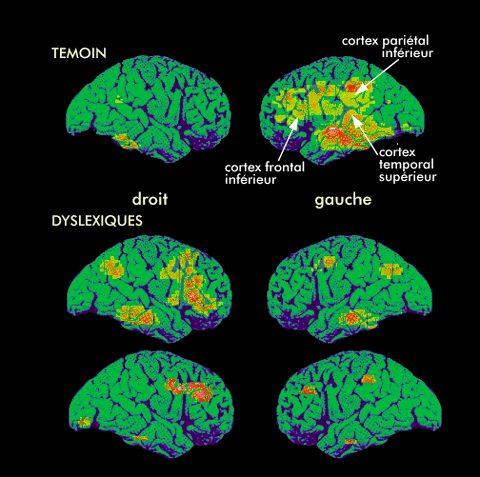 TEMOIN
cortex pariétal
inférieur
cortex frontal
inférieur
cortex
temporal
supérieur
droit
gauche
DYSLEXIQUES